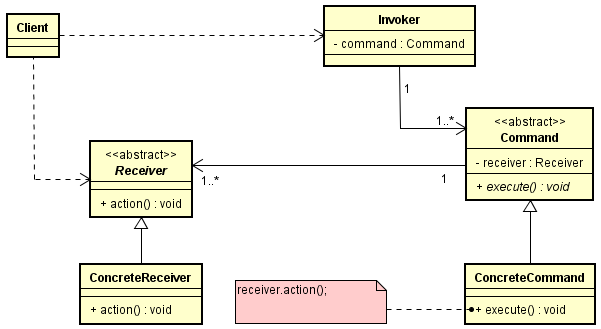 Client
Invoker
- command : Command
1
1..*
<<abstract>>
Command
- receiver : Receiver
+ execute() : void
<<abstract>>
Receiver
+ action() : void
1..*
1
ConcreteReceiver
+ action() : void
receiver.action();
ConcreteCommand
+ execute() : void